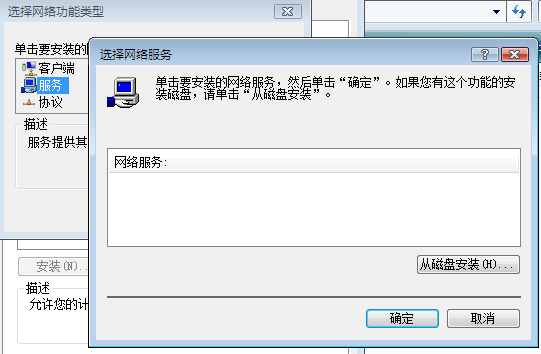 选择网络功能类型
单击要安装的
客户端
服务
协议
描述
服务提供其
安装(N)...
描述
允许您的计
选择网络服务
单击要安装的网络服务，然后单击“确定”。如果您有这个功能的安
装磁盘，请单击“从磁盘安装”。
网络服务:
从磁盘安装(H)...
确定
取消